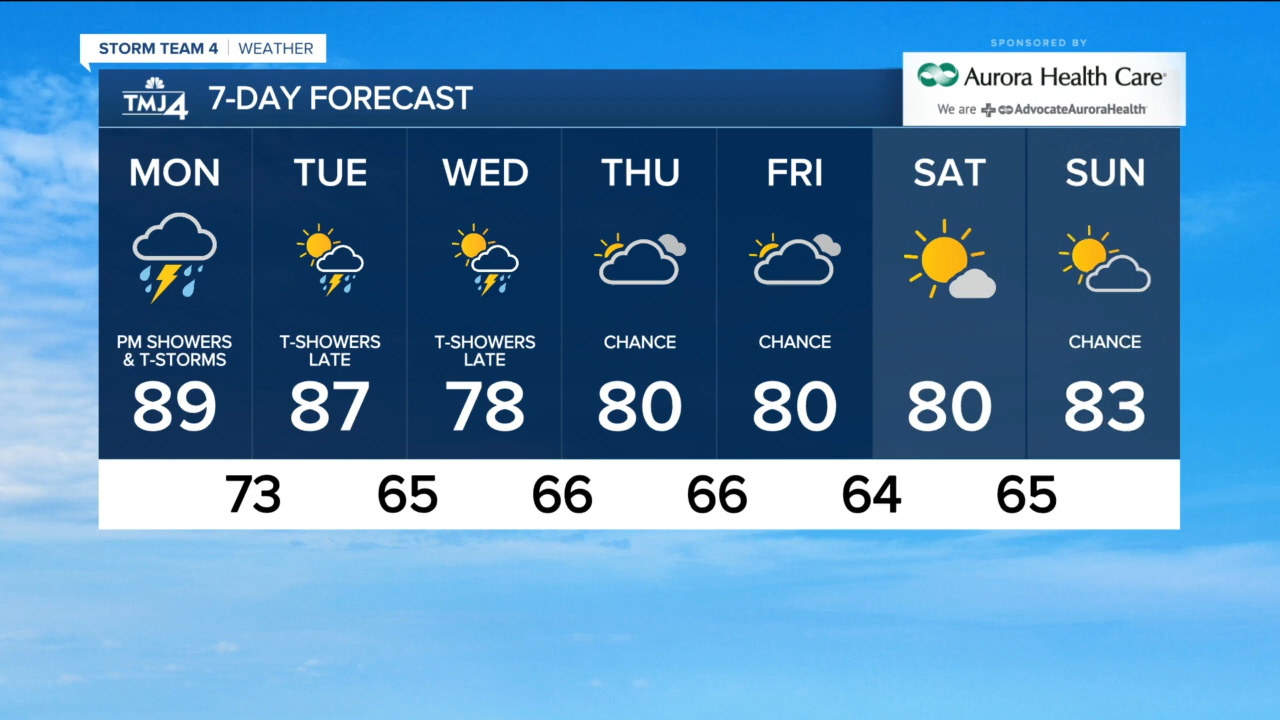 STORM TEAM 4 | WEATHER
SPONSORED BY
Aurora Health Care®
We are AdvocateAuroraHealth
TMJ4
7-DAY FORECAST
MON TUE WED THU FRI SAT SUN
PM SHOWERS T-SHOWERS T-SHOWERS CHANCE CHANCE CHANCE
& T-STORMS LATE LATE
89 87 78 80 80 80 83
73 65 66 66 64 65